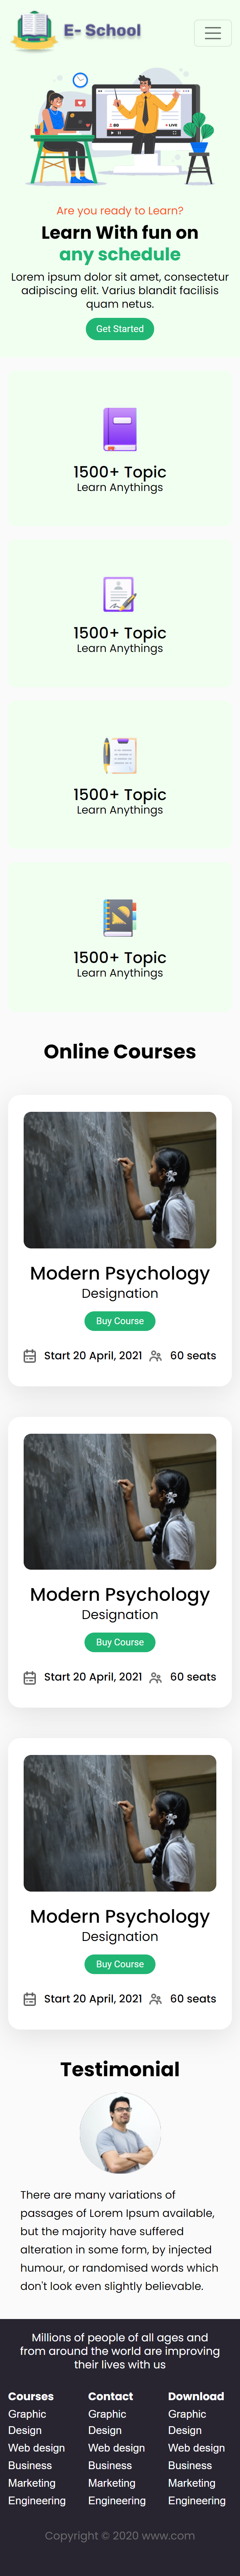 E- School
LIVE
Are you ready to Learn?
Learn With fun on
any schedule
Lorem ipsum dolor sit amet, consectetur
adipiscing elit. Varius blandit facilisis
quam netus.
Get Started
1500+ Topic
Learn Anythings
1500+ Topic
Learn Anythings
1500+ Topic
Learn Anythings
1500+ Topic
Learn Anythings
Online Courses
Modern Psychology
Designation
Buy Course
Start 20 April, 2021 60 seats
Modern Psychology
Designation
Buy Course
Start 20 April, 2021 60 seats
Modern Psychology
Designation
Buy Course
Start 20 April, 2021 60 seats
Testimonial
There are many variations of
passages of Lorem Ipsum available,
but the majority have suffered
alteration in some form, by injected
humour, or randomised words which
don't look even slightly believable.
Millions of people of all ages and
from around the world are improving
their lives with us
Courses
Graphic
Design
Web design
Business
Marketing
Engineering
Contact
Graphic
Design
Web design
Business
Marketing
Engineering
Download
Graphic
Design
Web design
Business
Marketing
Engineering
Copyright © 2020 www.com